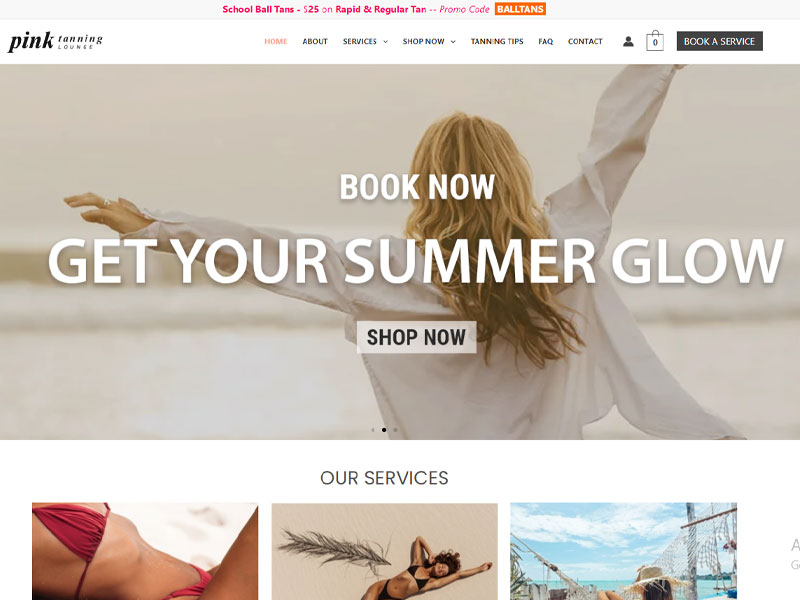 School Ball Tans - $25 on Rapid & Regular Tan -- Promo Code BALLTANS
pink tanning LOUNGE
HOME ABOUT SERVICES SHOP NOW TANNING TIPS FAQ CONTACT 0 BOOK A SERVICE
BOOK NOW
GET YOUR SUMMER GLOW
SHOP NOW
OUR SERVICES